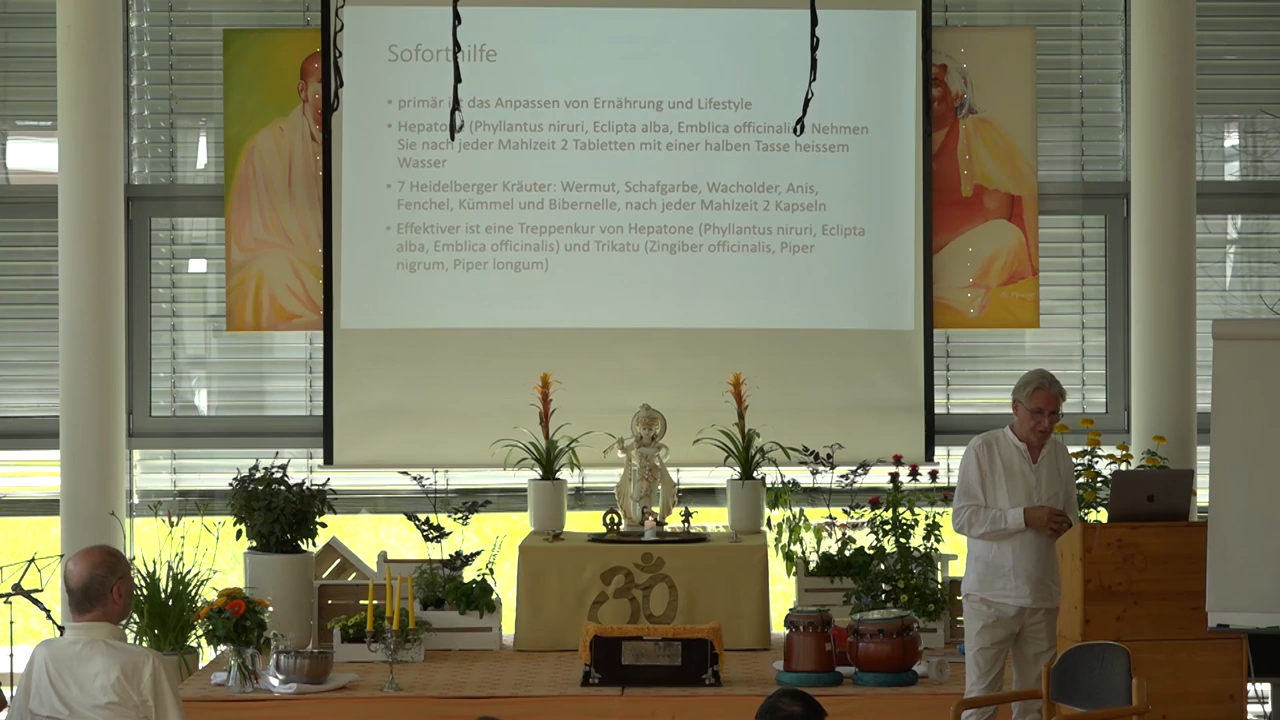 Soforthilfe
• primär ist das Anpassen von Ernährung und Lifestyle
• Hepatone (Phyllantus niruri, Eclipta alba, Emblica officinalis). Nehmen
Sie nach jeder Mahlzeit 2 Tabletten mit einer halben Tasse heissem
Wasser
• 7 Heidelberger Kräuter: Wermut, Schafgarbe, Wacholder, Anis,
Fenchel, Kümmel und Bibernelle, nach jeder Mahlzeit 2 Kapseln
• Effektiver ist eine Treppenkur von Hepatone (Phyllantus niruri, Eclipta
alba, Emblica officinalis) und Trikatu (Zingiber officinalis, Piper
nigrum, Piper longum)
ॐ